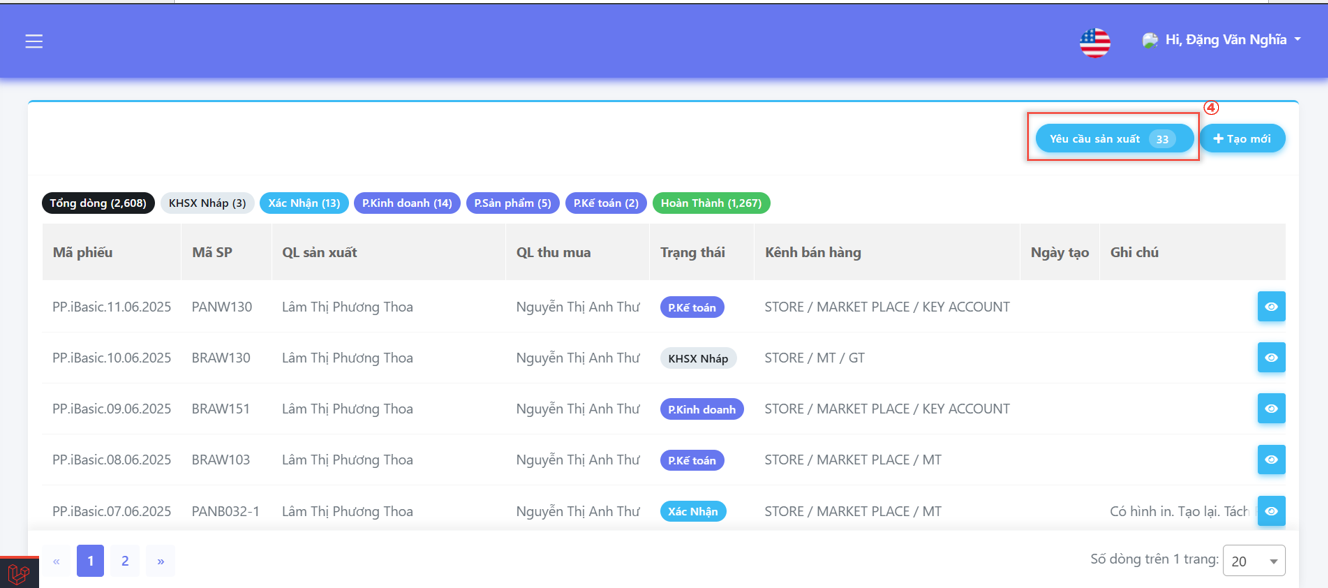 Hi, Đặng Văn Nghĩa
④
Yêu cầu sản xuất 33 + Tạo mới
Tổng dòng (2,608) KHSX Nháp (3) Xác Nhận (13) P.Kinh doanh (14) P.Sản phẩm (5) P.Kế toán (2) Hoàn Thành (1,267)
Mã phiếu Mã SP QL sản xuất QL thu mua Trạng thái Kênh bán hàng Ngày tạo Ghi chú
PP.iBasic.11.06.2025 PANW130 Lâm Thị Phương Thoa Nguyễn Thị Anh Thư P.Kế toán STORE / MARKET PLACE / KEY ACCOUNT
PP.iBasic.10.06.2025 BRAW130 Lâm Thị Phương Thoa Nguyễn Thị Anh Thư KHSX Nháp STORE / MT / GT
PP.iBasic.09.06.2025 BRAW151 Lâm Thị Phương Thoa Nguyễn Thị Anh Thư P.Kinh doanh STORE / MARKET PLACE / KEY ACCOUNT
PP.iBasic.08.06.2025 BRAW103 Lâm Thị Phương Thoa Nguyễn Thị Anh Thư P.Kế toán STORE / MARKET PLACE / MT
PP.iBasic.07.06.2025 PANB032-1 Lâm Thị Phương Thoa Nguyễn Thị Anh Thư Xác Nhận STORE / MARKET PLACE / MT Có hình in. Tạo lại. Tách
« 1 2 » Số dòng trên 1 trang: 20